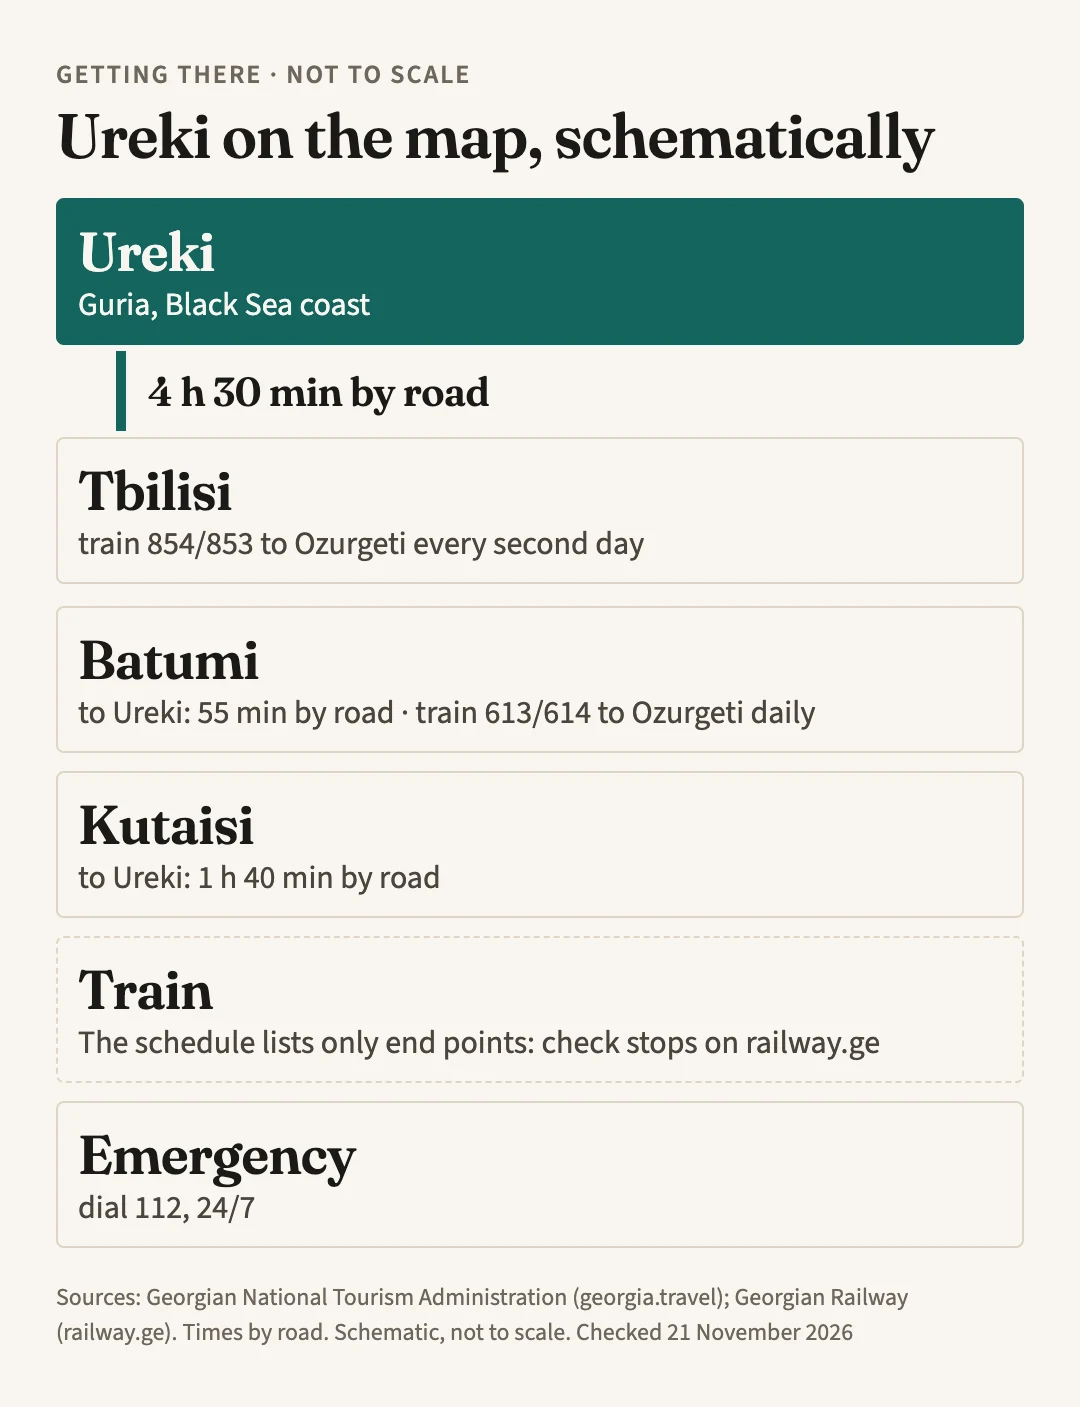 GETTING THERE · NOT TO SCALE
Ureki on the map, schematically
Ureki
Guria, Black Sea coast
4 h 30 min by road
Tbilisi
train 854/853 to Ozurgeti every second day
Batumi
to Ureki: 55 min by road · train 613/614 to Ozurgeti daily
Kutaisi
to Ureki: 1 h 40 min by road
Train
The schedule lists only end points: check stops on railway.ge
Emergency
dial 112, 24/7
Sources: Georgian National Tourism Administration (georgia.travel); Georgian Railway
(railway.ge). Times by road. Schematic, not to scale. Checked 21 November 2026